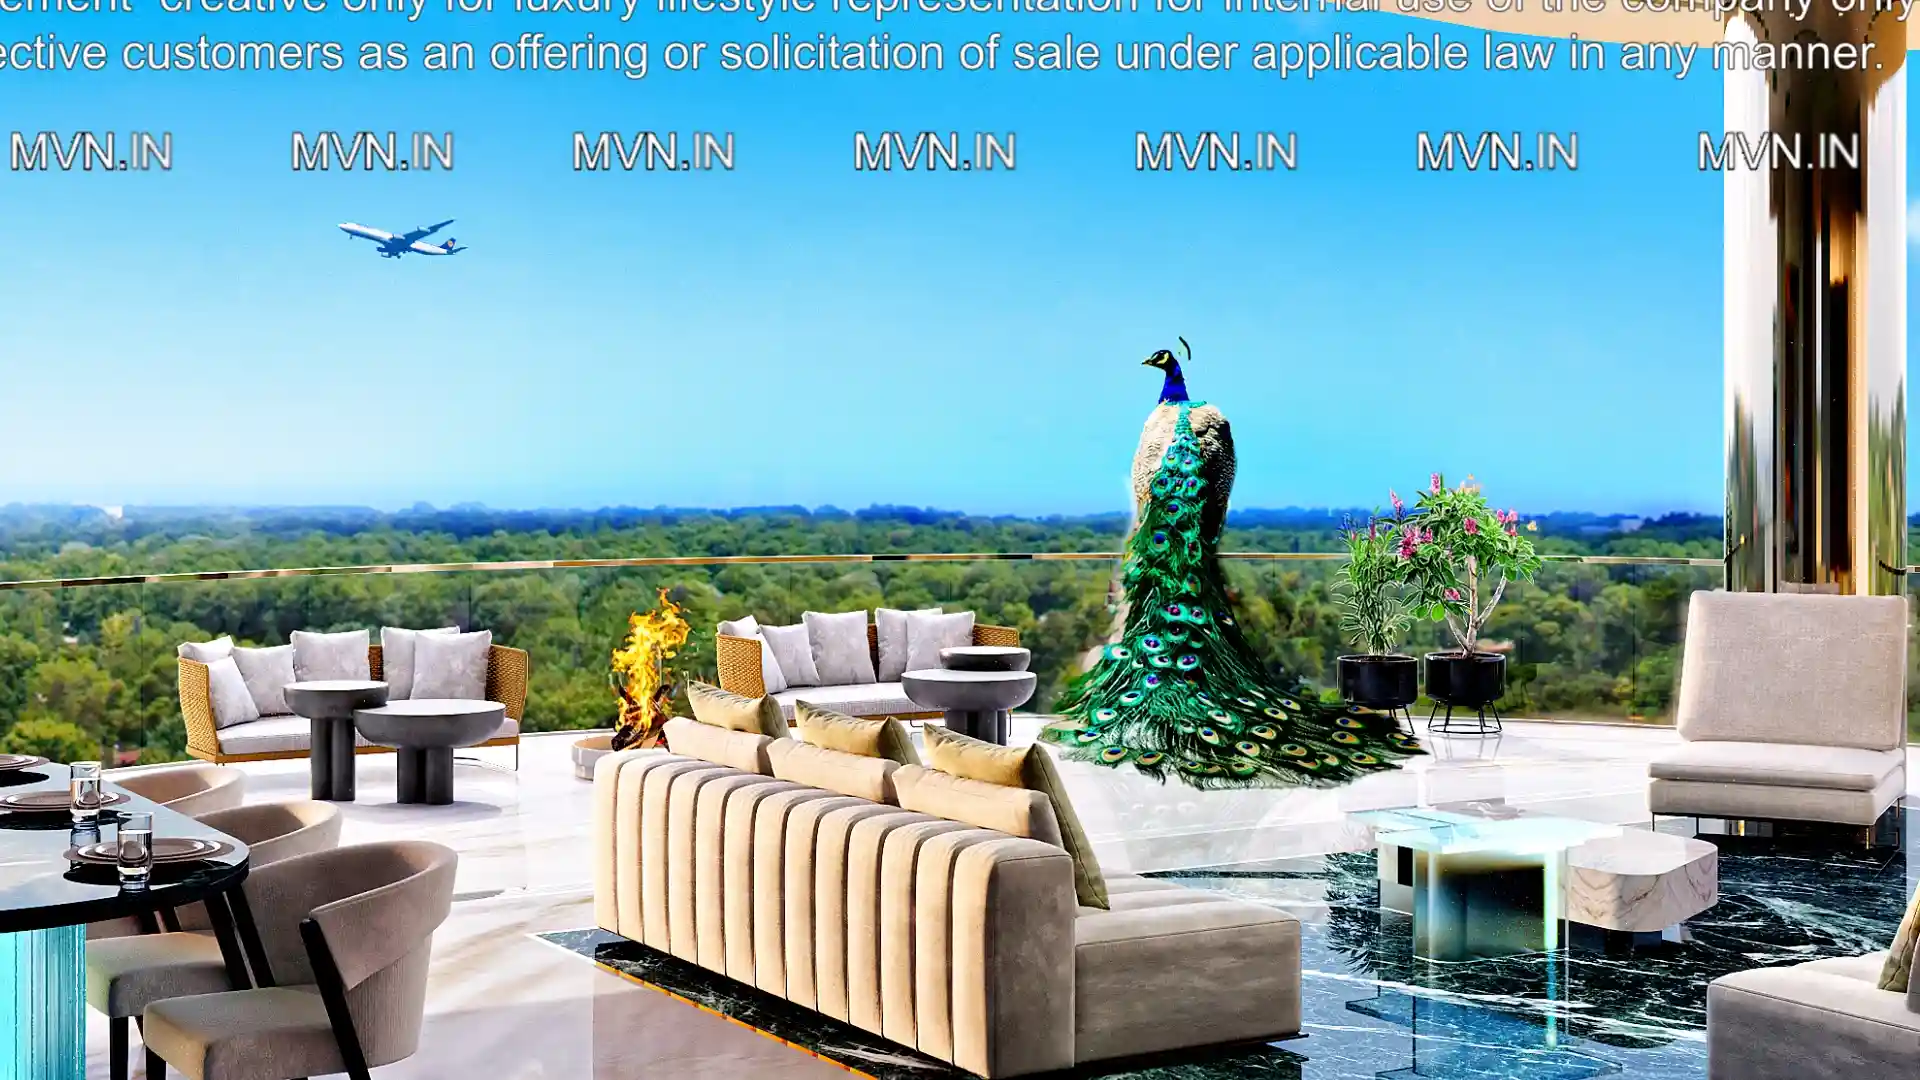 creative only for luxury lifestyle representation for internal use of the company only
ective customers as an offering or solicitation of sale under applicable law in any manner.
MVN.IN MVN.IN MVN.IN MVN.IN MVN.IN MVN.IN MVN.IN